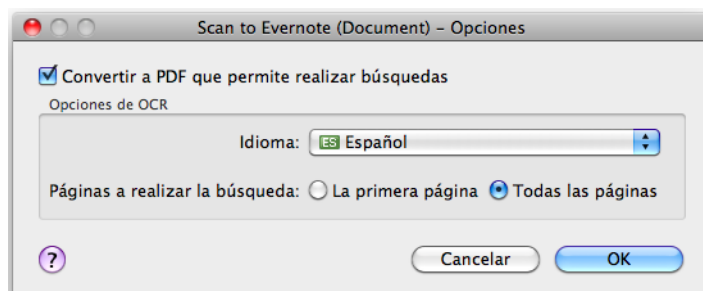 Scan to Evernote (Document) – Opciones
Convertir a PDF que permite realizar búsquedas
Opciones de OCR
Idioma: ES Español
Páginas a realizar la búsqueda: La primera página Todas las páginas
? Cancelar OK